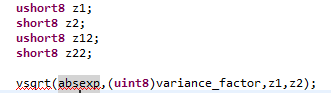 ushort8 z1;
short8 z2;
ushort8 z12;
short8 z22;
vsqrt(absexp,(uint8)variance_factor,z1,z2);